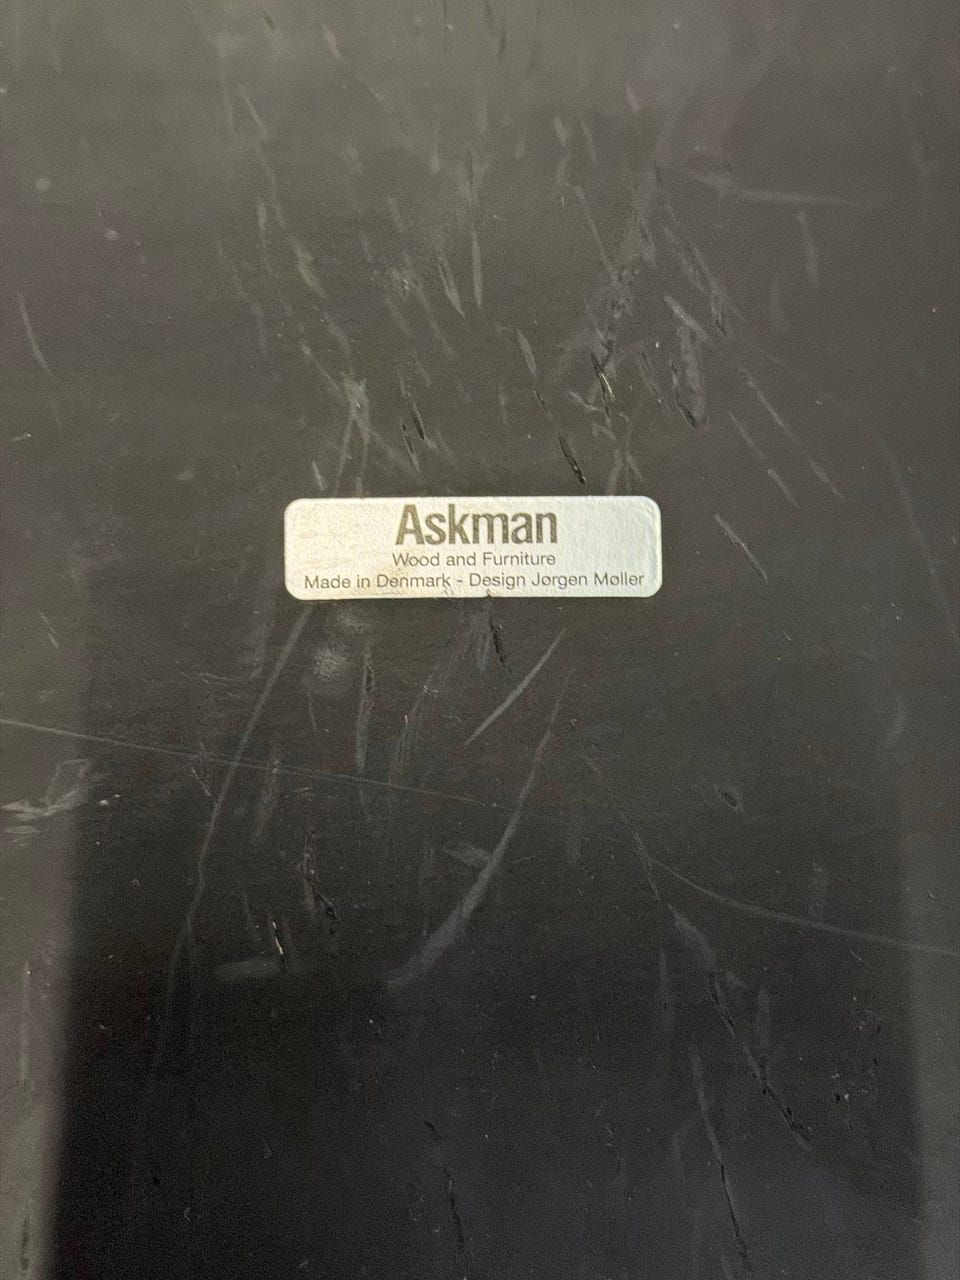 Askman
Wood and Furniture
Made in Denmark - Design Jørgen Møller